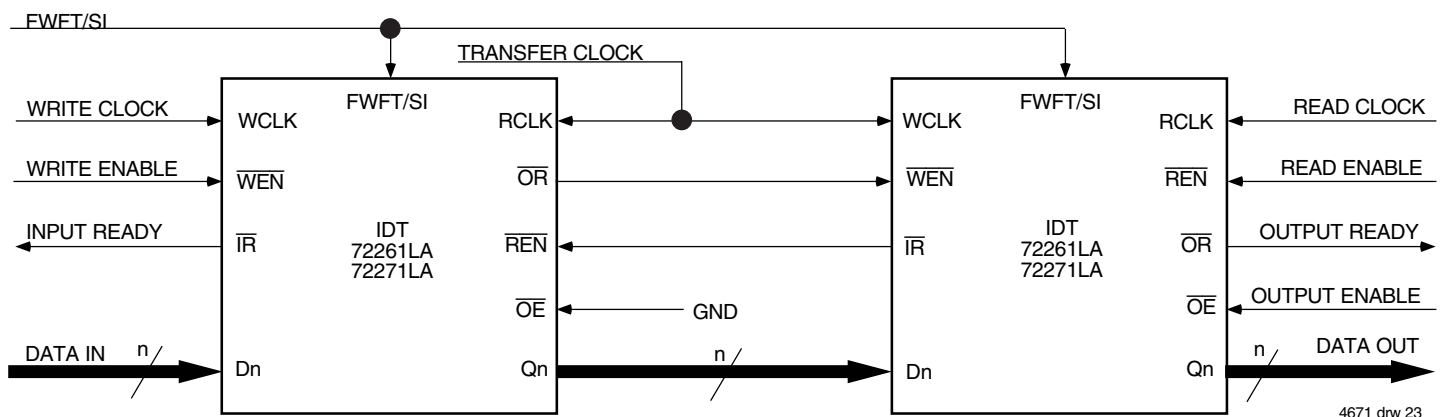 FWFT/SI
TRANSFER CLOCK
FWFT/SI
FWFT/SI
WRITE CLOCK
WCLK
RCLK
WCLK
RCLK
READ CLOCK
WRITE ENABLE
WEN
OR
WEN
REN
READ ENABLE
INPUT READY
IR
REN
IR
OR
OUTPUT READY
IDT
72261LA
72271LA
IDT
72261LA
72271LA
OE
GND
OE
OUTPUT ENABLE
DATA IN
n
Dn
Qn
n
Dn
Qn
n
DATA OUT
4671 drw 23